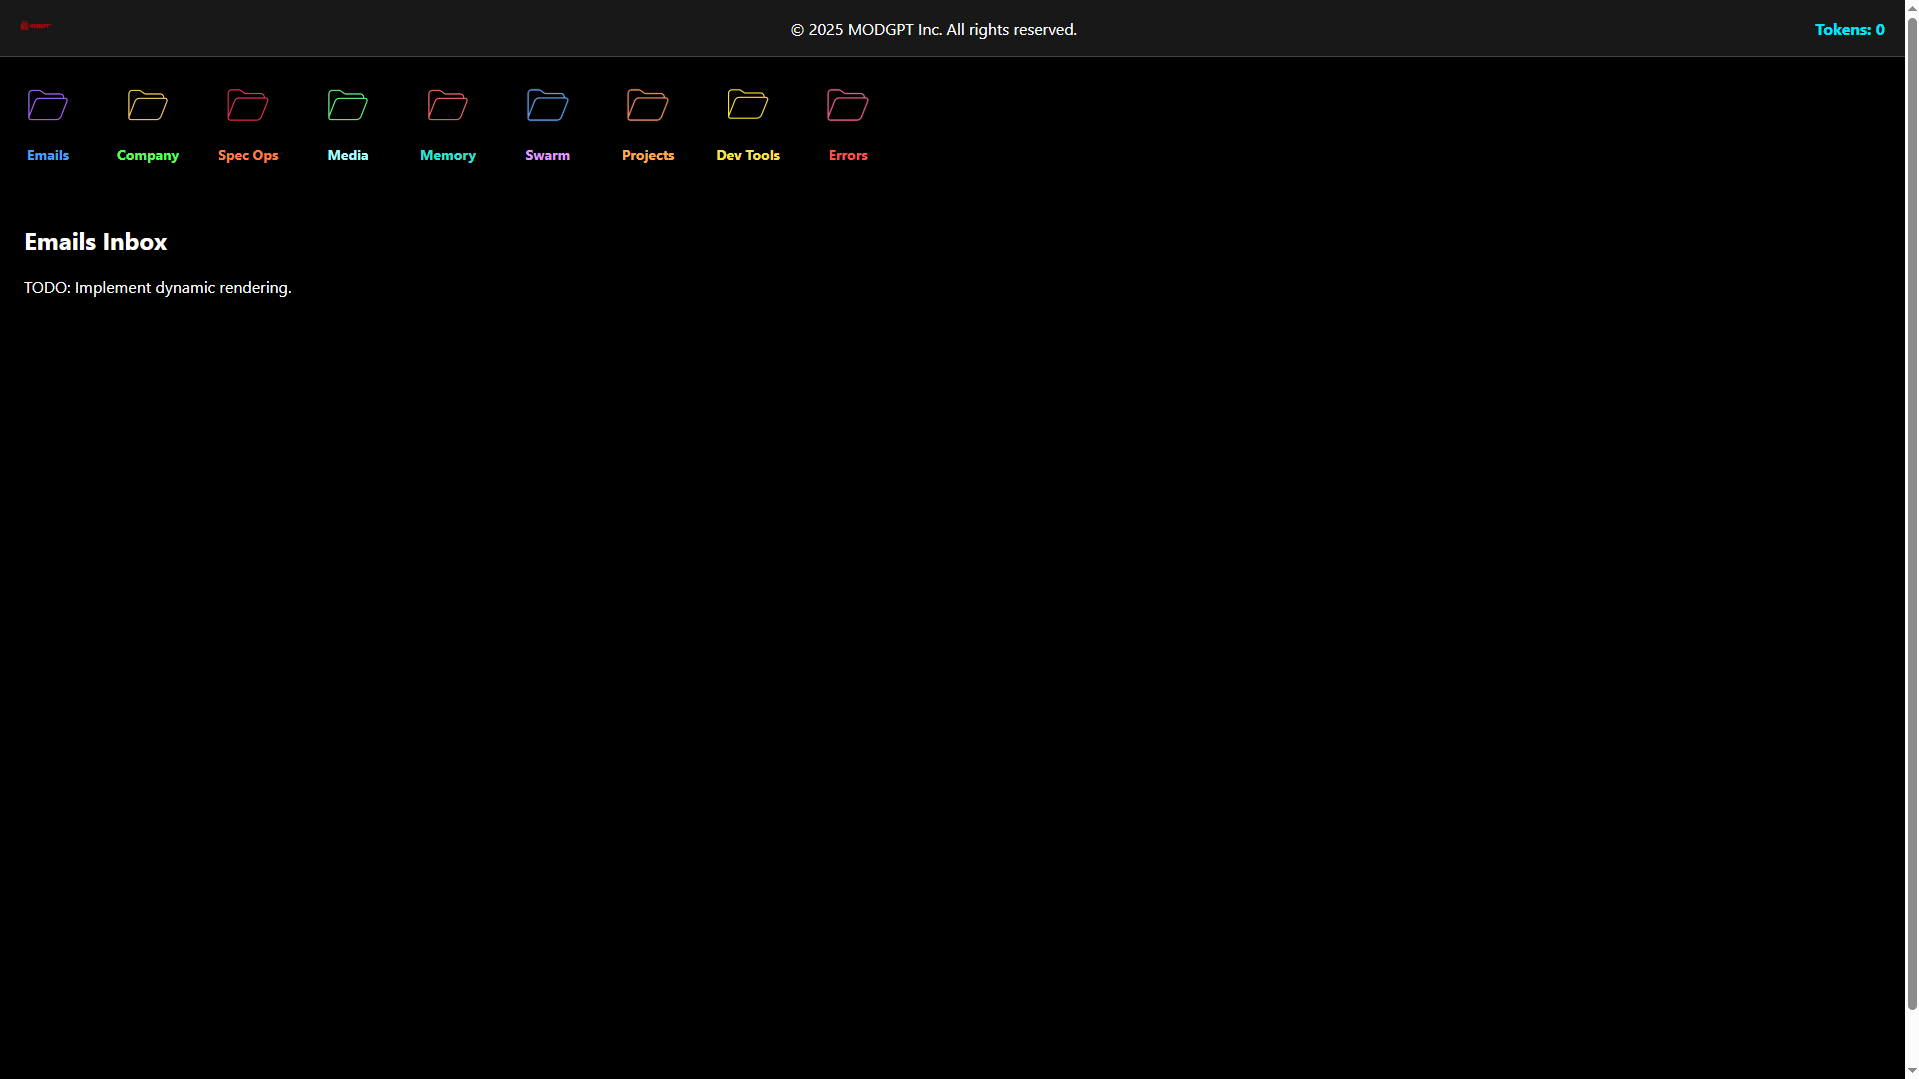 MODGPT
© 2025 MODGPT Inc. All rights reserved.
Tokens: 0
Emails
Company
Spec Ops
Media
Memory
Swarm
Projects
Dev Tools
Errors
Emails Inbox
TODO: Implement dynamic rendering.